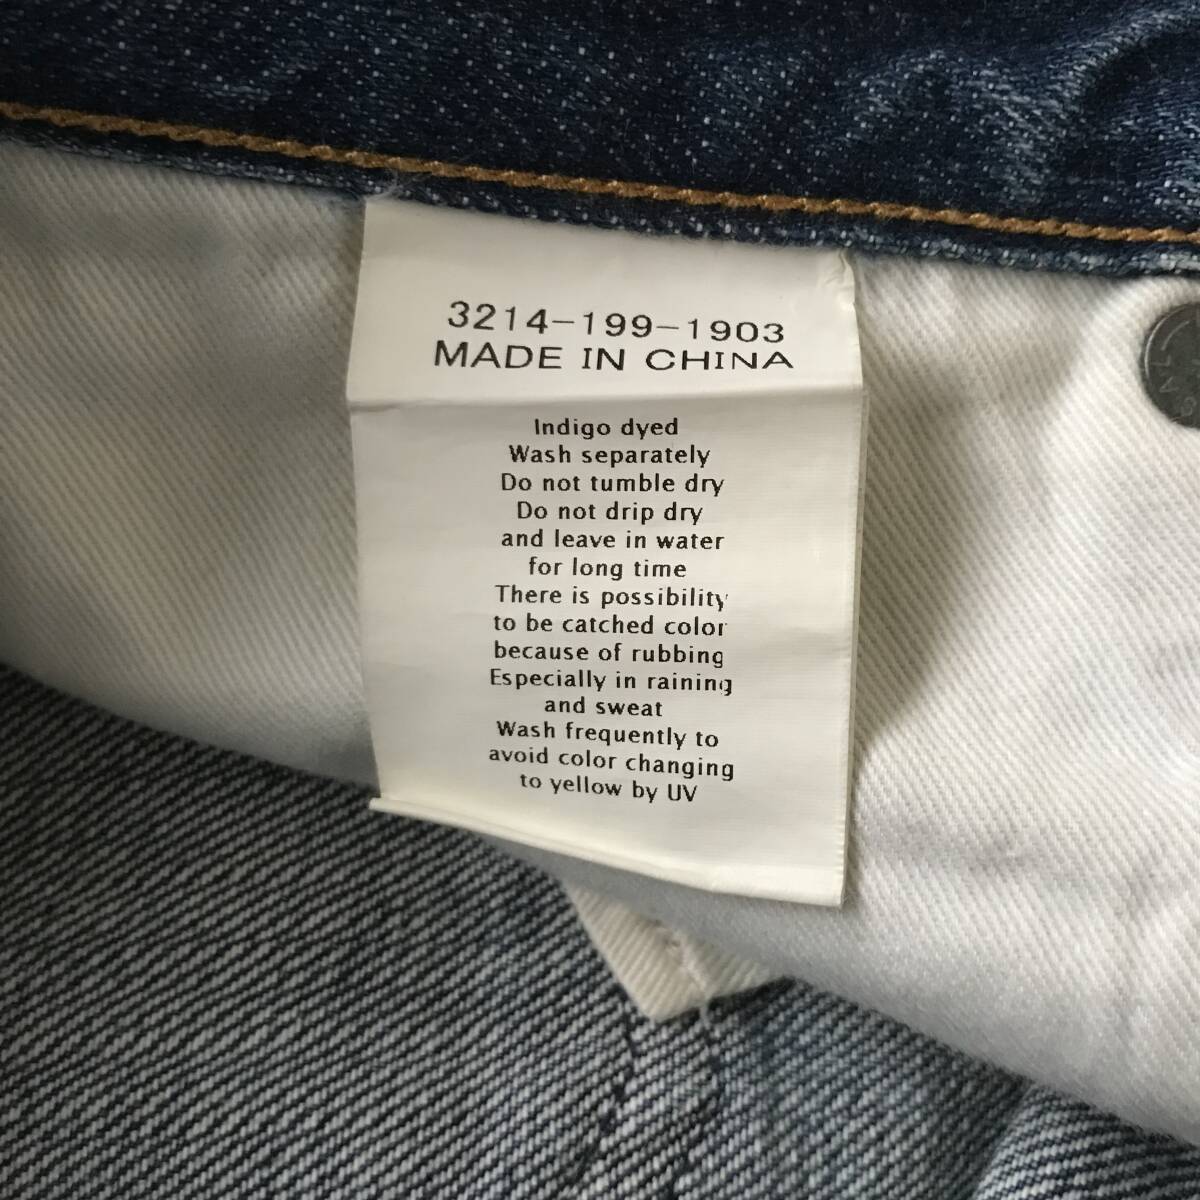 3214-199-1903
MADE IN CHINA
Indigo dyed
Wash separately
Do not tumble dry
Do not drip dry
and leave in water
for long time
There is possibility
to be catched color
because of rubbing
Especially in raining
and sweat
Wash frequently to
avoid color changing
to yellow by UV